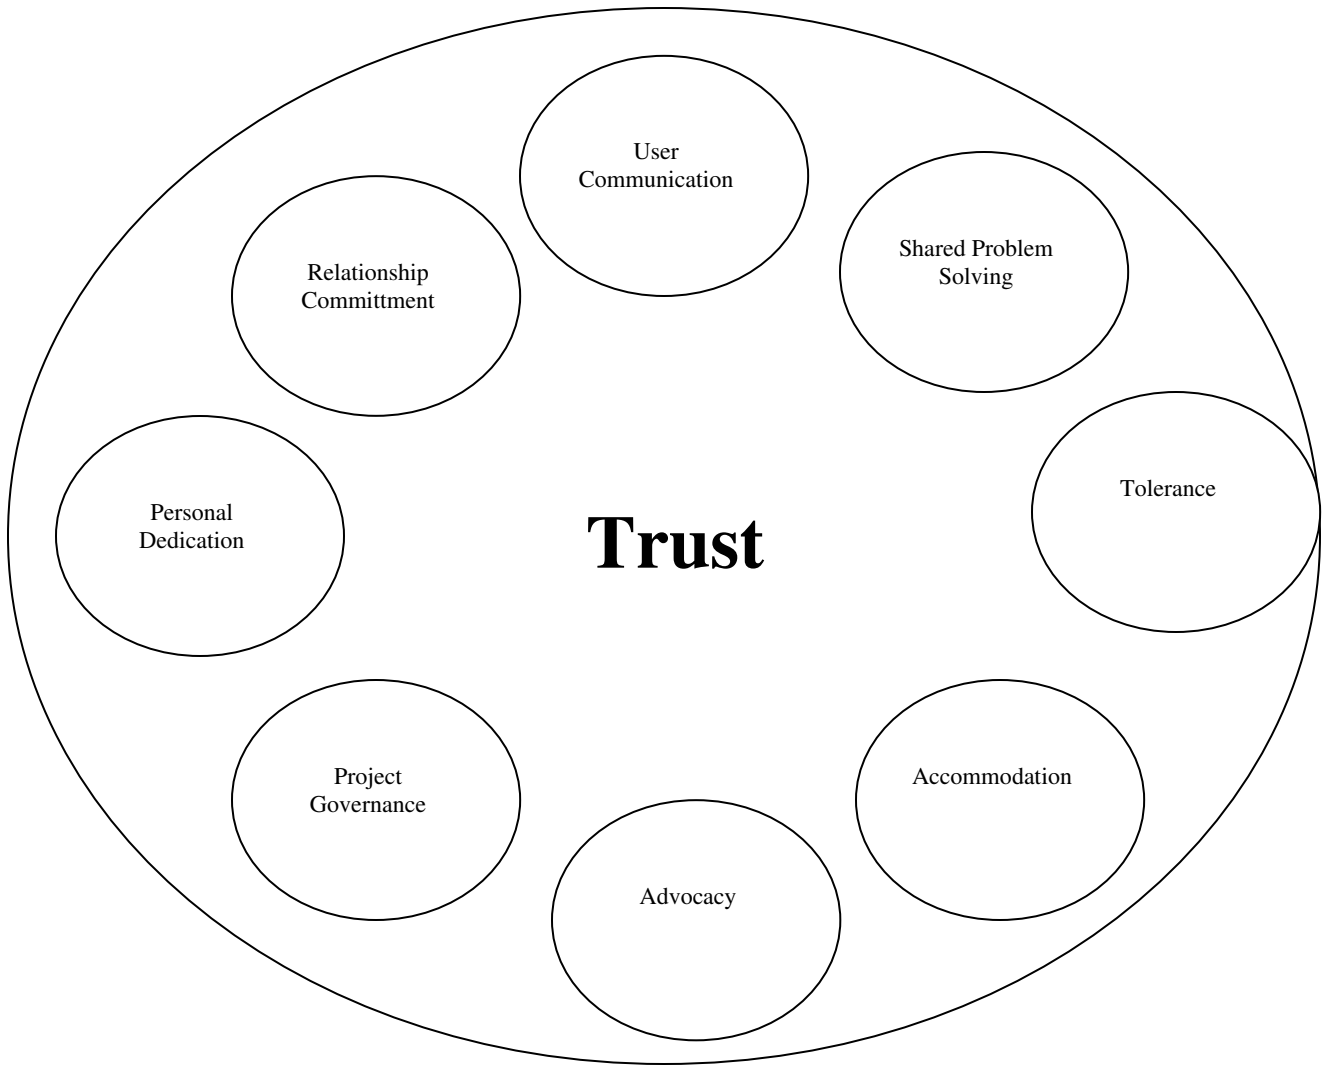 User
Communication
Shared Problem
Solving
Relationship
Committment
Tolerance
Personal
Dedication
Trust
Project
Governance
Accommodation
Advocacy